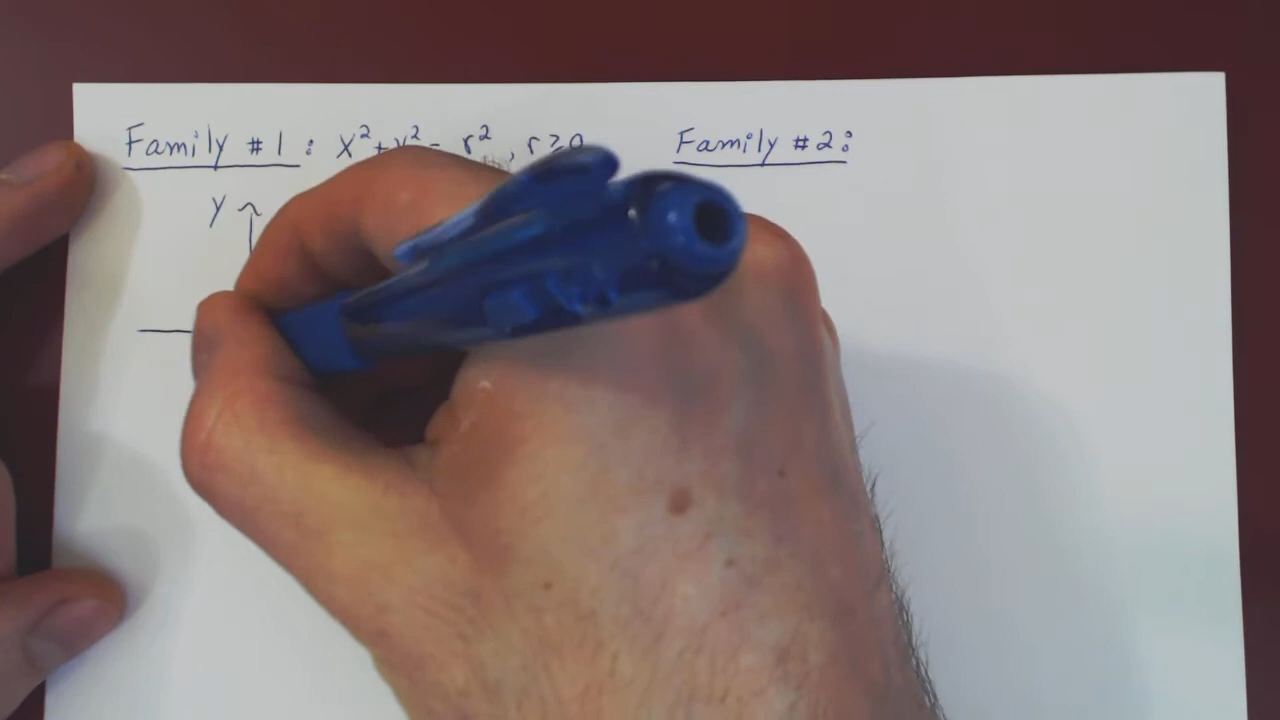 Family #1: x²+y²= r², r≥0
Family #2:
y